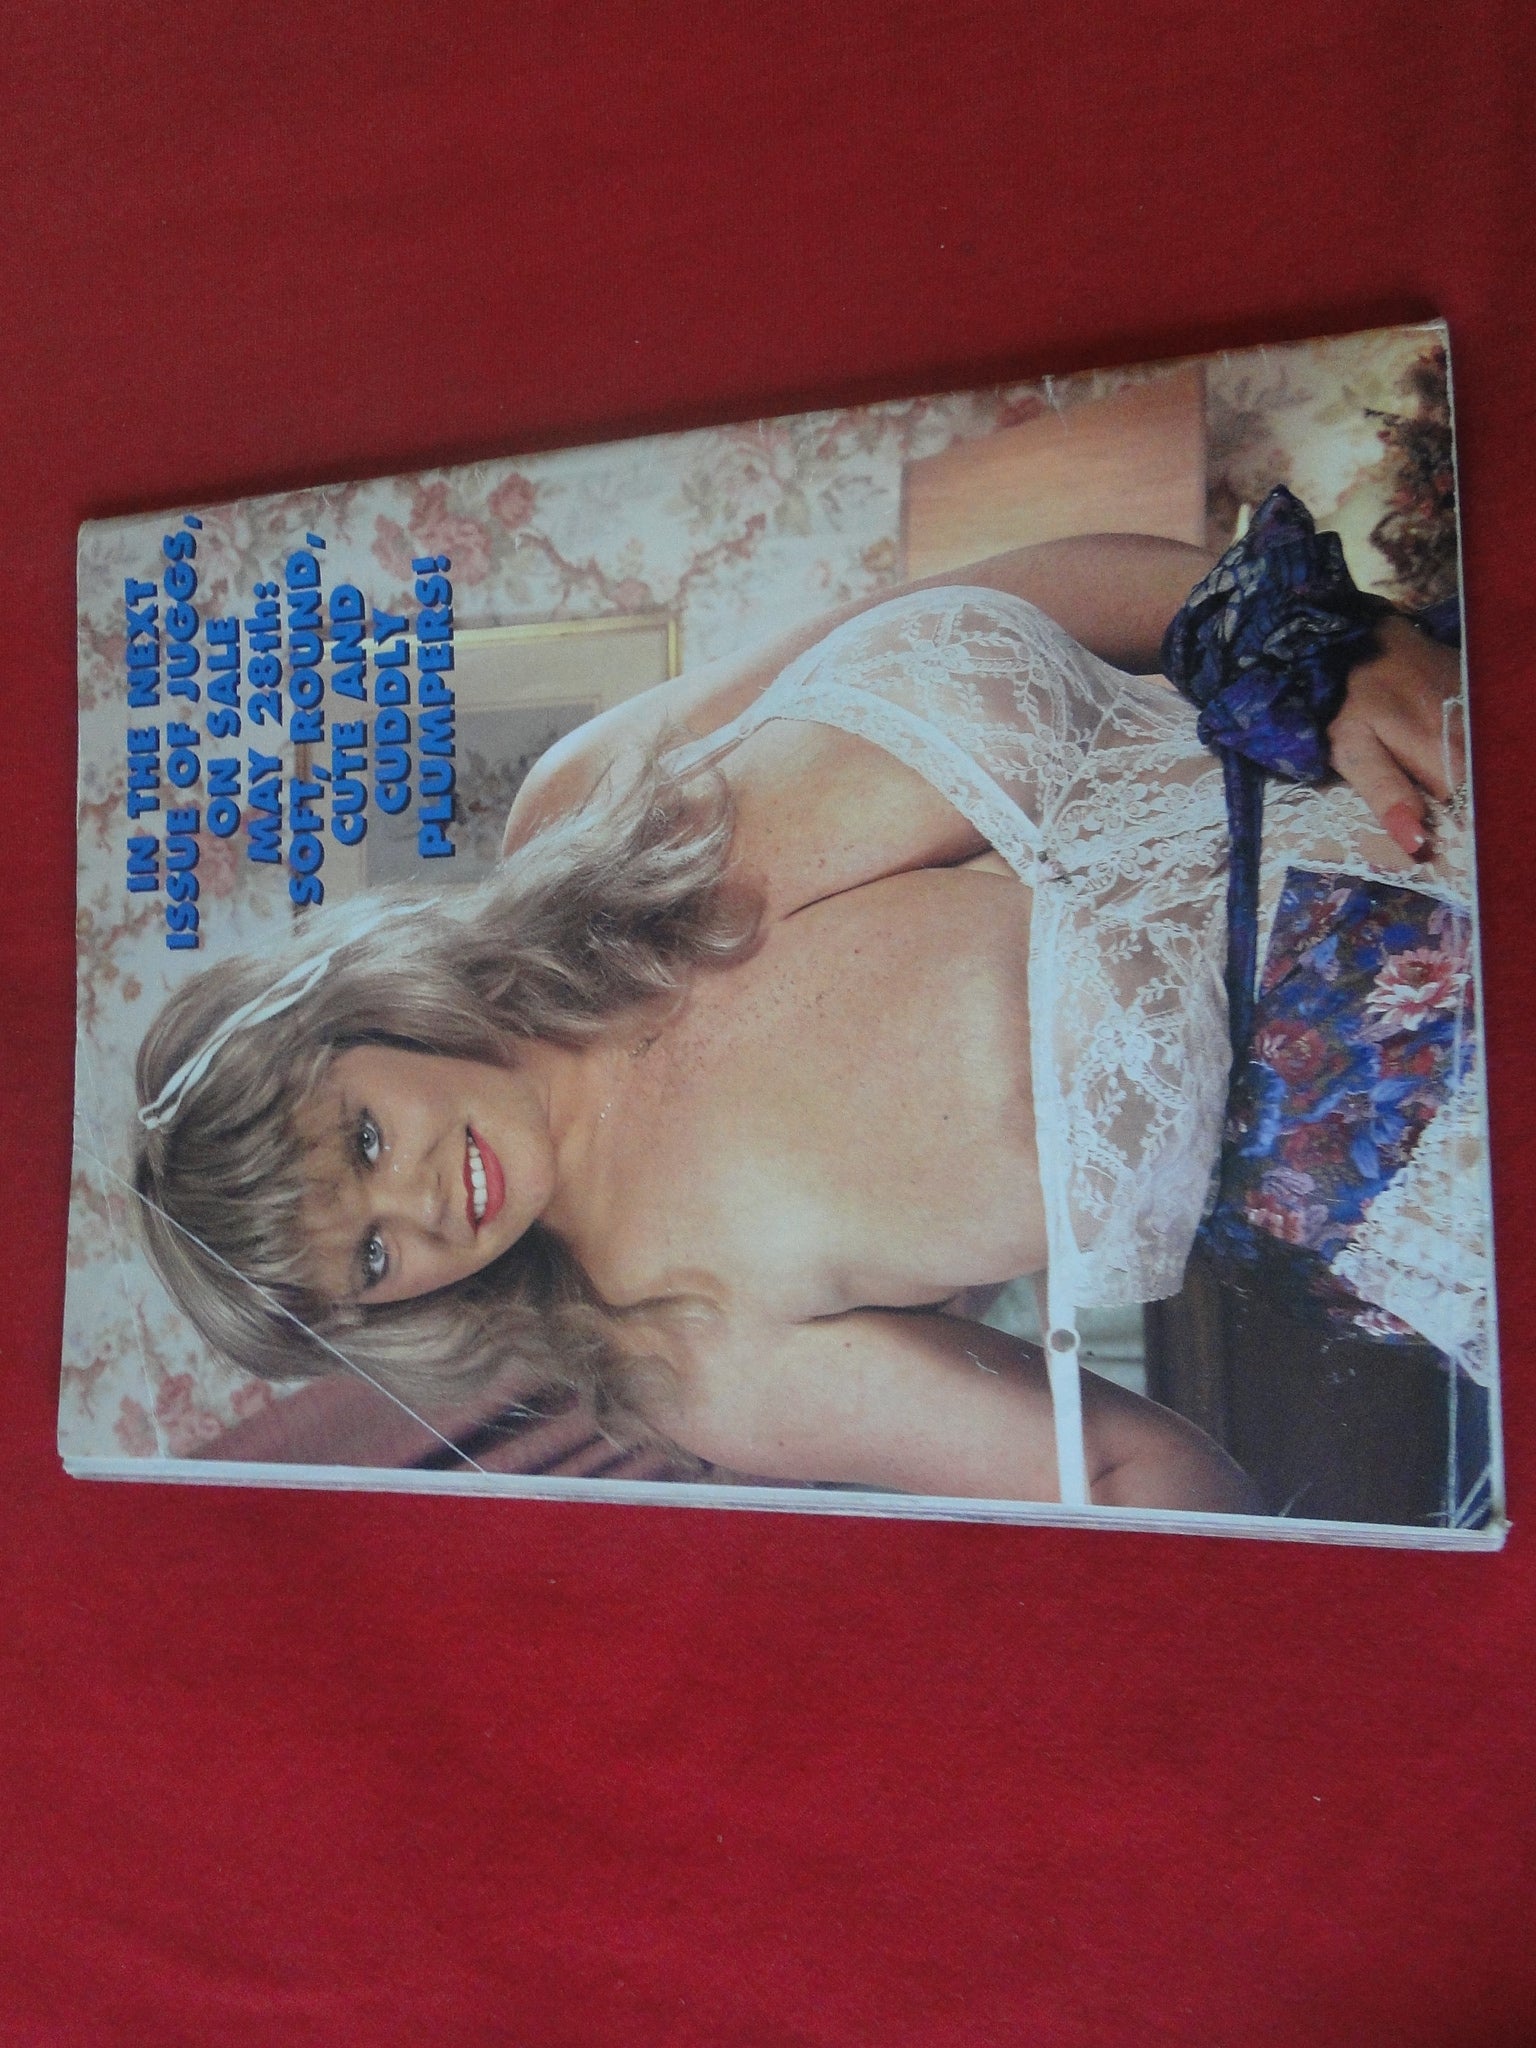 IN THE NEXT
ISSUE OF JUGGS,
ON SALE
MAY 28th:
SOFT, ROUND,
CUTE AND
CUDDLY
PLUMPERS!